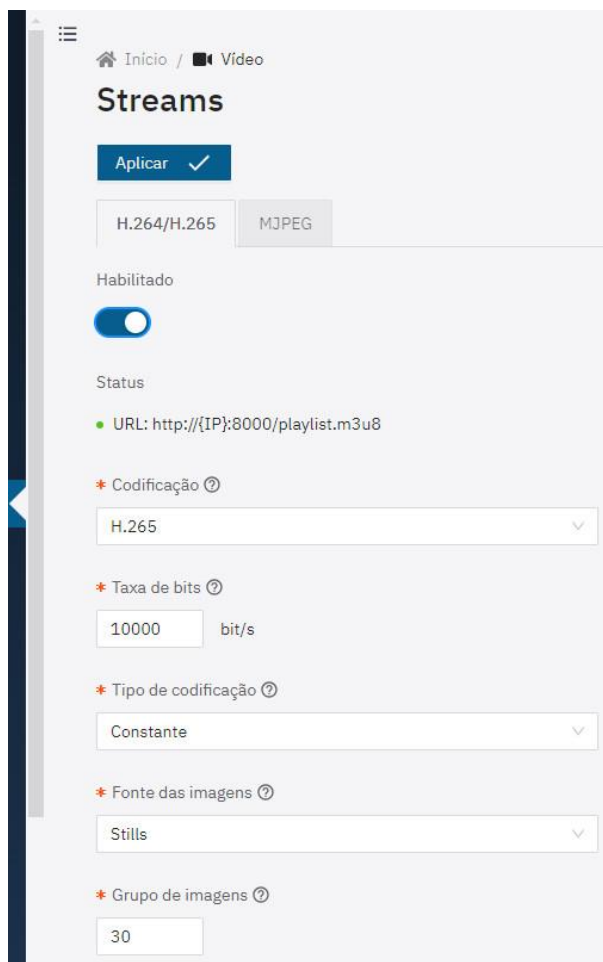 Início / Vídeo
Streams
Aplicar
H.264/H.265 MJPEG
Habilitado
Status
• URL: http://{IP}:8000/playlist.m3u8
* Codificação ?
H.265
* Taxa de bits ?
10000 bit/s
* Tipo de codificação ?
Constante
* Fonte das imagens ?
Stills
* Grupo de imagens ?
30